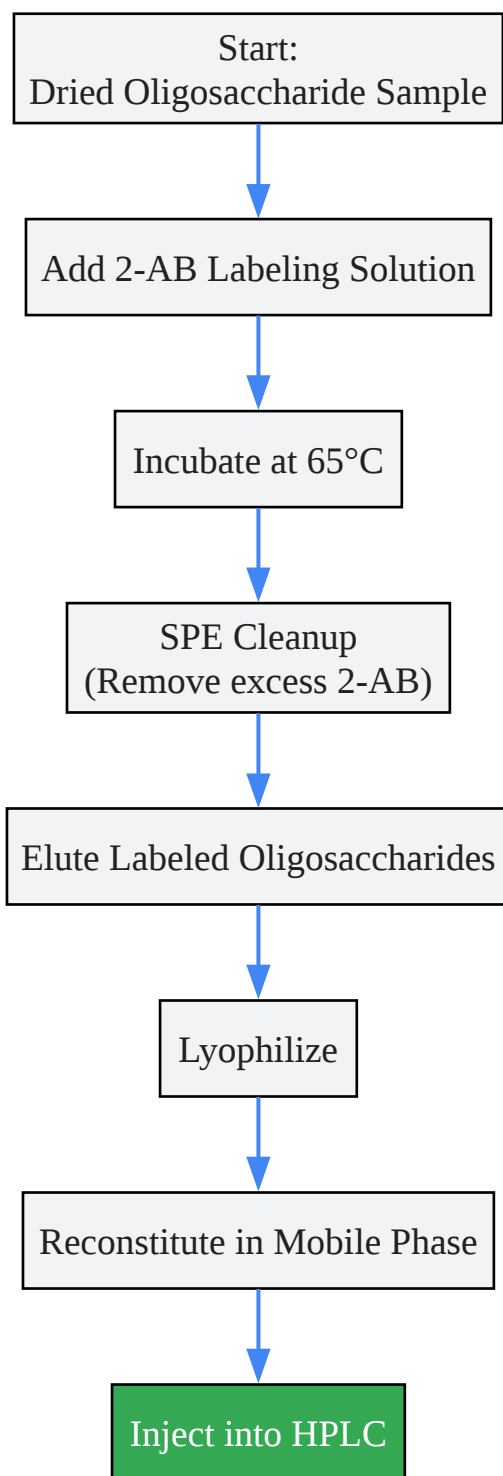 Start:
Dried Oligosaccharide Sample
Add 2-AB Labeling Solution
Incubate at 65°C
SPE Cleanup
(Remove excess 2-AB)
Elute Labeled Oligosaccharides
Lyophilize
Reconstitute in Mobile Phase
Inject into HPLC